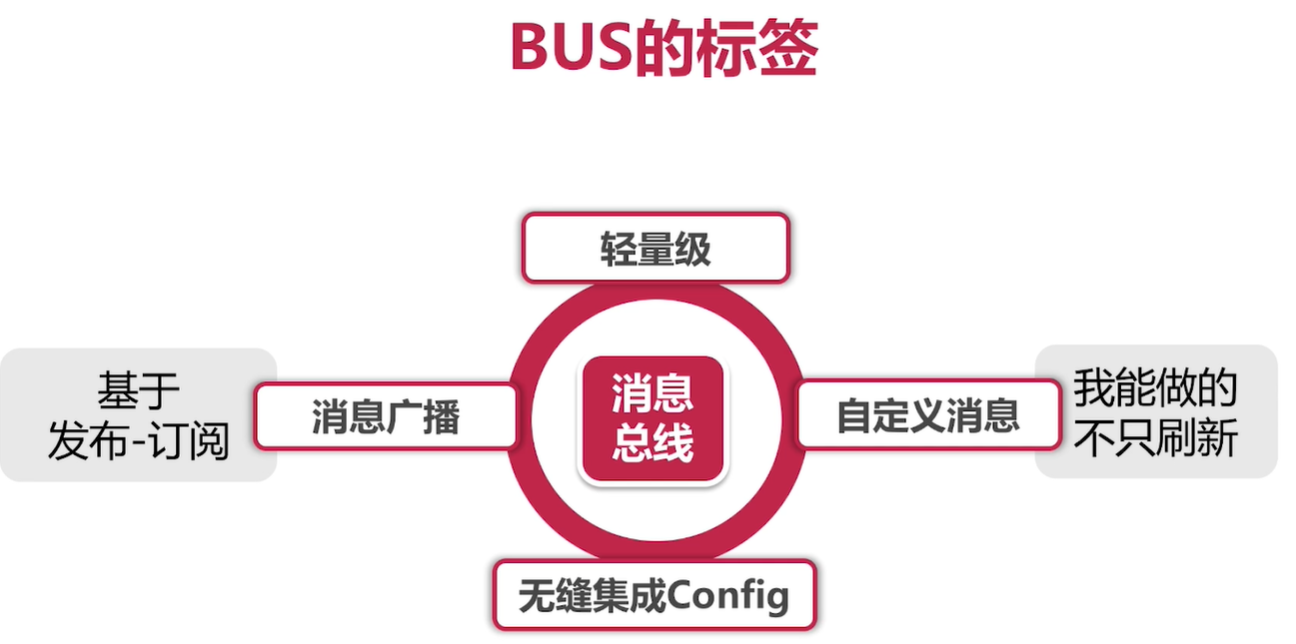 BUS的标签
轻量级
基于
发布-订阅
消息广播
消息
总线
自定义消息
我能做的
不只刷新
无缝集成Config